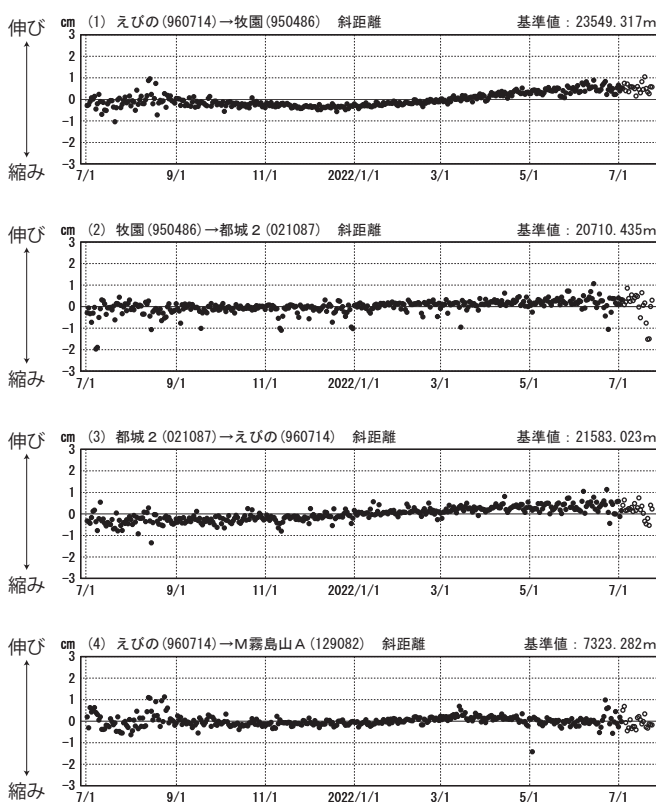 伸び cm (1) えびの(960714)→牧園(950486) 斜距離 基準値：23549.317m
3
2
1
0
-1
-2
縮み -3
7/1 9/1 11/1 2022/1/1 3/1 5/1 7/1
伸び cm (2) 牧園(950486)→都城２(021087) 斜距離 基準値：20710.435m
3
2
1
0
-1
-2
縮み -3
7/1 9/1 11/1 2022/1/1 3/1 5/1 7/1
伸び cm (3) 都城２(021087)→えびの(960714) 斜距離 基準値：21583.023m
3
2
1
0
-1
-2
縮み -3
7/1 9/1 11/1 2022/1/1 3/1 5/1 7/1
伸び cm (4) えびの(960714)→Ｍ霧島山Ａ(129082) 斜距離 基準値：7323.282m
3
2
1
0
-1
-2
縮み -3
7/1 9/1 11/1 2022/1/1 3/1 5/1 7/1